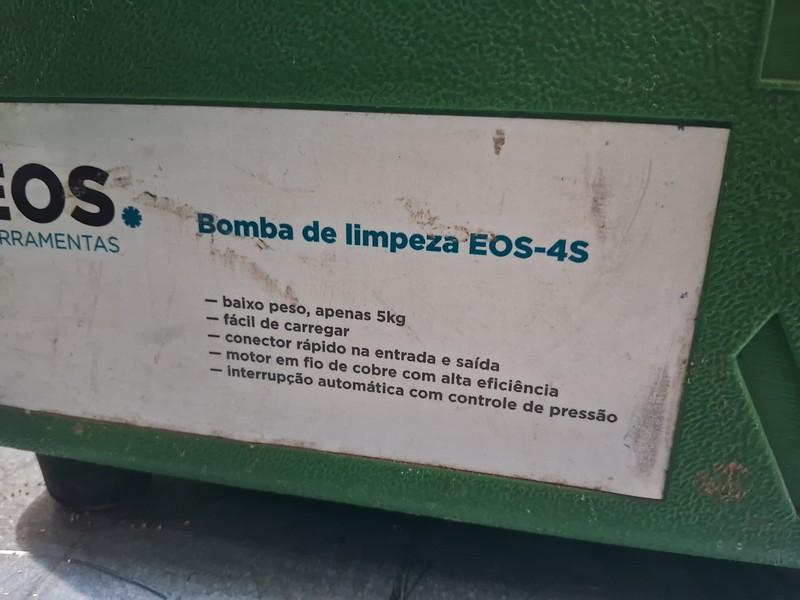 EOS.
RRAMENTAS
Bomba de limpeza EOS-4S
— baixo peso, apenas 5kg
— fácil de carregar
— conector rápido na entrada e saída
— motor em fio de cobre com alta eficiência
— interrupção automática com controle de pressão